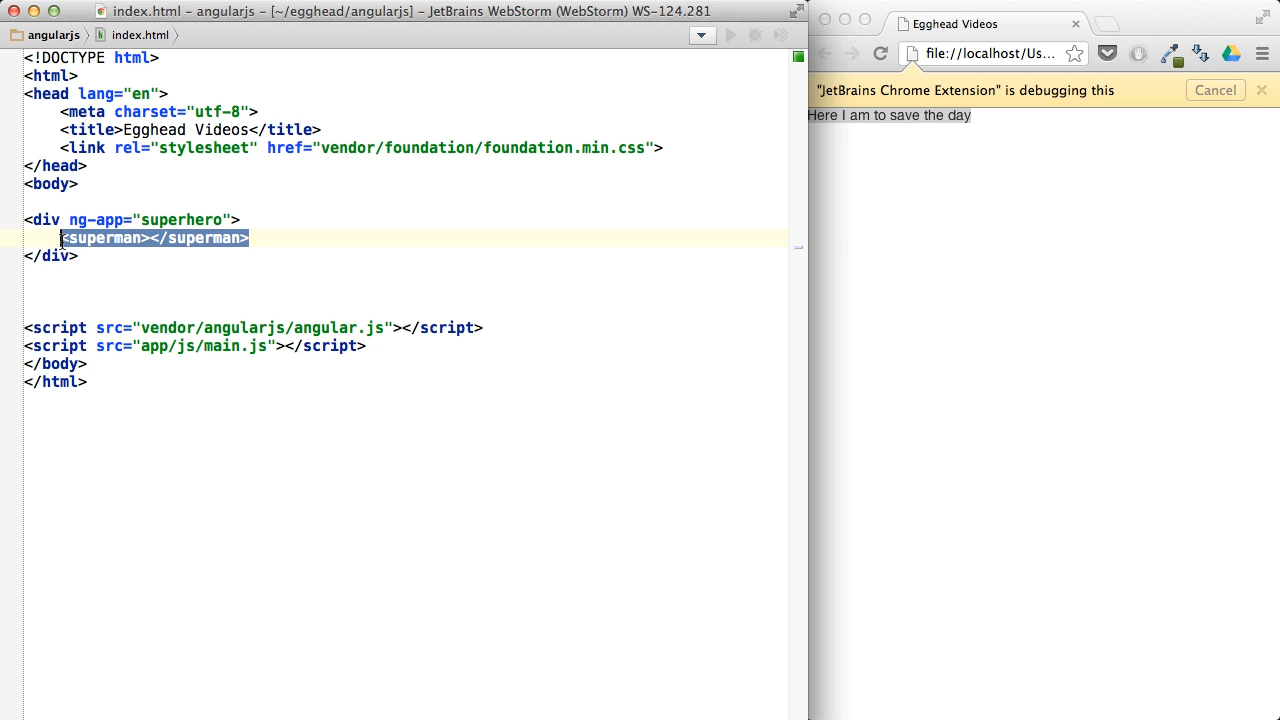 index.html – angularjs – [~/egghead/angularjs] – JetBrains WebStorm (WebStorm) WS-124.281
angularjs index.html
<!DOCTYPE html>
<html>
<head lang="en">
    <meta charset="utf-8">
    <title>Egghead Videos</title>
    <link rel="stylesheet" href="vendor/foundation/foundation.min.css">
</head>
<body>
<div ng-app="superhero">
    <superman></superman>
</div>
<script src="vendor/angularjs/angular.js"></script>
<script src="app/js/main.js"></script>
</body>
</html>
Egghead Videos
file://localhost/Us...
"JetBrains Chrome Extension" is debugging this
Cancel
Here I am to save the day